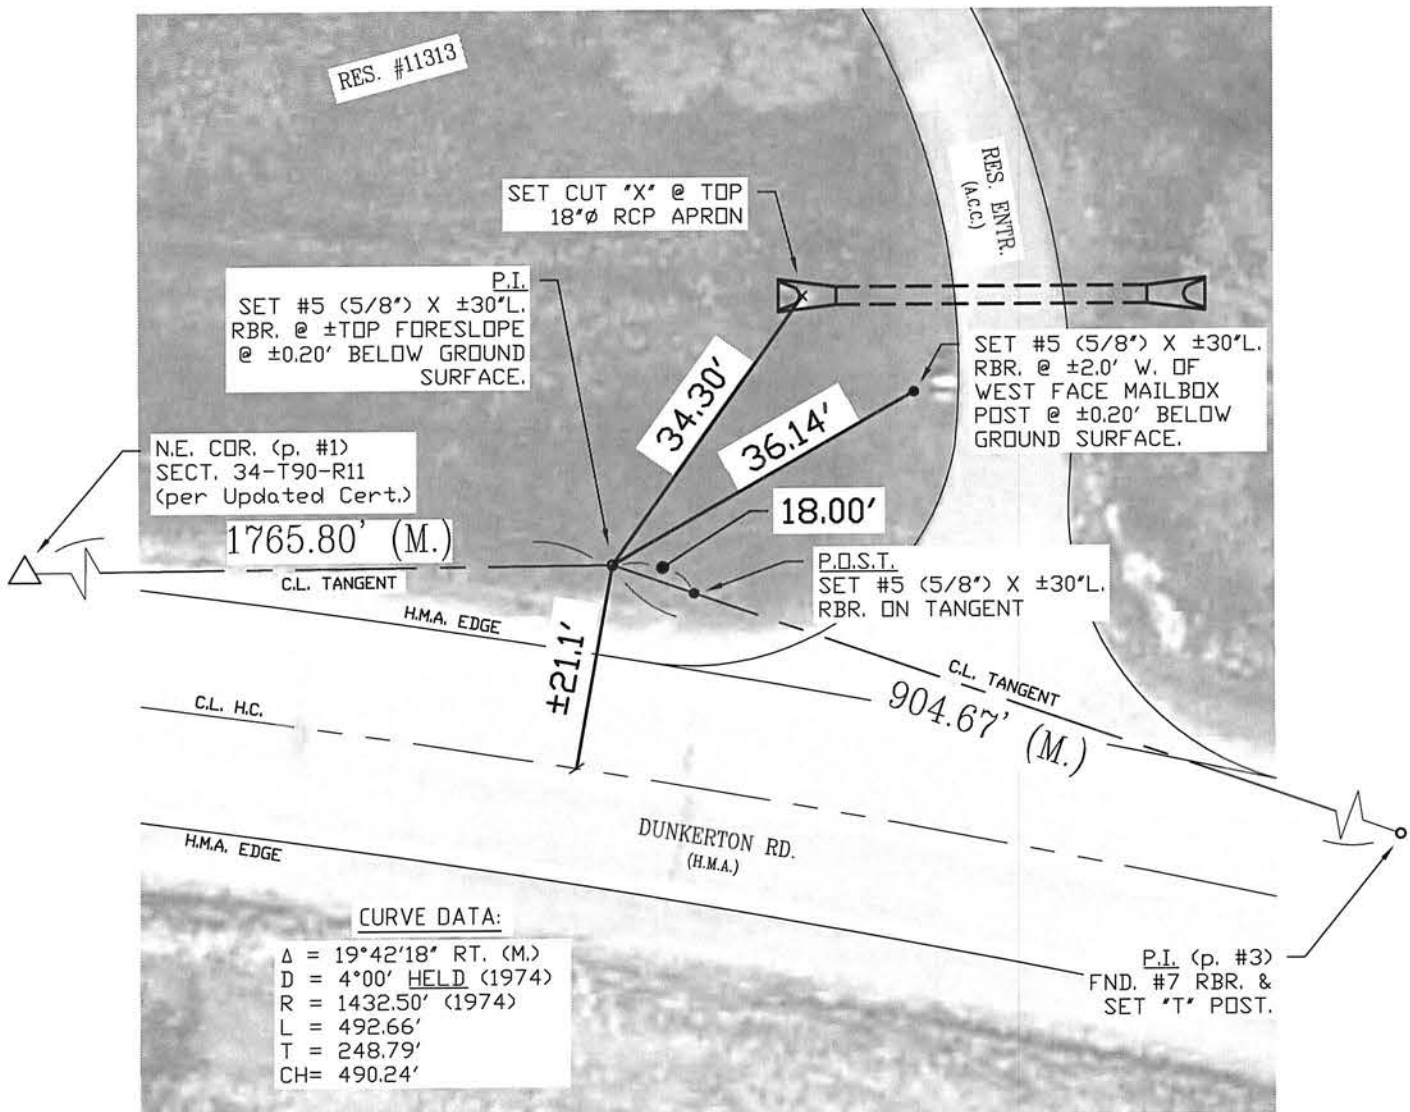 RES. #11313
SET CUT "X" @ TOP
18"Ø RCP APRON
RES. ENTR.
(A.C.C.)
P.I.
SET #5 (5/8") X ±30"L.
RBR. @ ±TOP FORESLOPE
@ ±0.20' BELOW GROUND
SURFACE.
SET #5 (5/8") X ±30"L.
RBR. @ ±2.0' W. OF
WEST FACE MAILBOX
POST @ ±0.20' BELOW
GROUND SURFACE.
34.30'
36.14'
N.E. COR. (p. #1)
SECT. 34-T90-R11
(per Updated Cert.)
1765.80' (M.)
C.L. TANGENT
18.00'
P.O.S.T.
SET #5 (5/8") X ±30"L.
RBR. ON TANGENT
H.M.A. EDGE
±21.1'
C.L. TANGENT
904.67' (M.)
C.L. H.C.
DUNKERTON RD.
(H.M.A.)
H.M.A. EDGE
CURVE DATA:
Δ = 19°42'18" RT. (M.)
D = 4°00' HELD (1974)
R = 1432.50' (1974)
L = 492.66'
T = 248.79'
CH= 490.24'
P.I. (p. #3)
FND. #7 RBR. &
SET "T" POST.